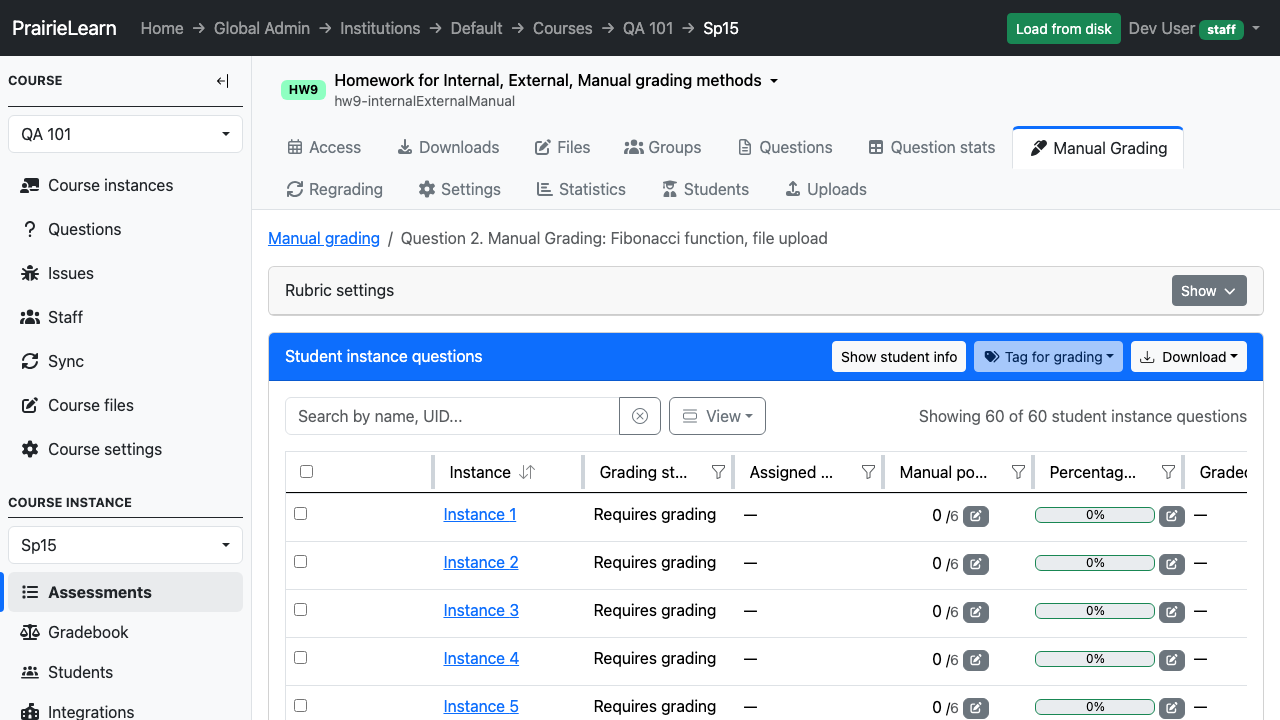 PrairieLearn Home → Global Admin → Institutions → Default → Courses → QA 101 → Sp15 Load from disk Dev User staff
COURSE
QA 101
Course instances
Questions
Issues
Staff
Sync
Course files
Course settings
COURSE INSTANCE
Sp15
Assessments
Gradebook
Students
Integrations
HW9 Homework for Internal, External, Manual grading methods
hw9-internalExternalManual
Access Downloads Files Groups Questions Question stats Manual Grading
Regrading Settings Statistics Students Uploads
Manual grading / Question 2. Manual Grading: Fibonacci function, file upload
Rubric settings Show
Student instance questions Show student info Tag for grading Download
Search by name, UID... View Showing 60 of 60 student instance questions
Instance Grading st... Assigned ... Manual po... Percentag...
Instance 1 Requires grading — 0 /6 0% —
Instance 2 Requires grading — 0 /6 0% —
Instance 3 Requires grading — 0 /6 0% —
Instance 4 Requires grading — 0 /6 0% —
Instance 5 Requires grading — 0 /6 0% —